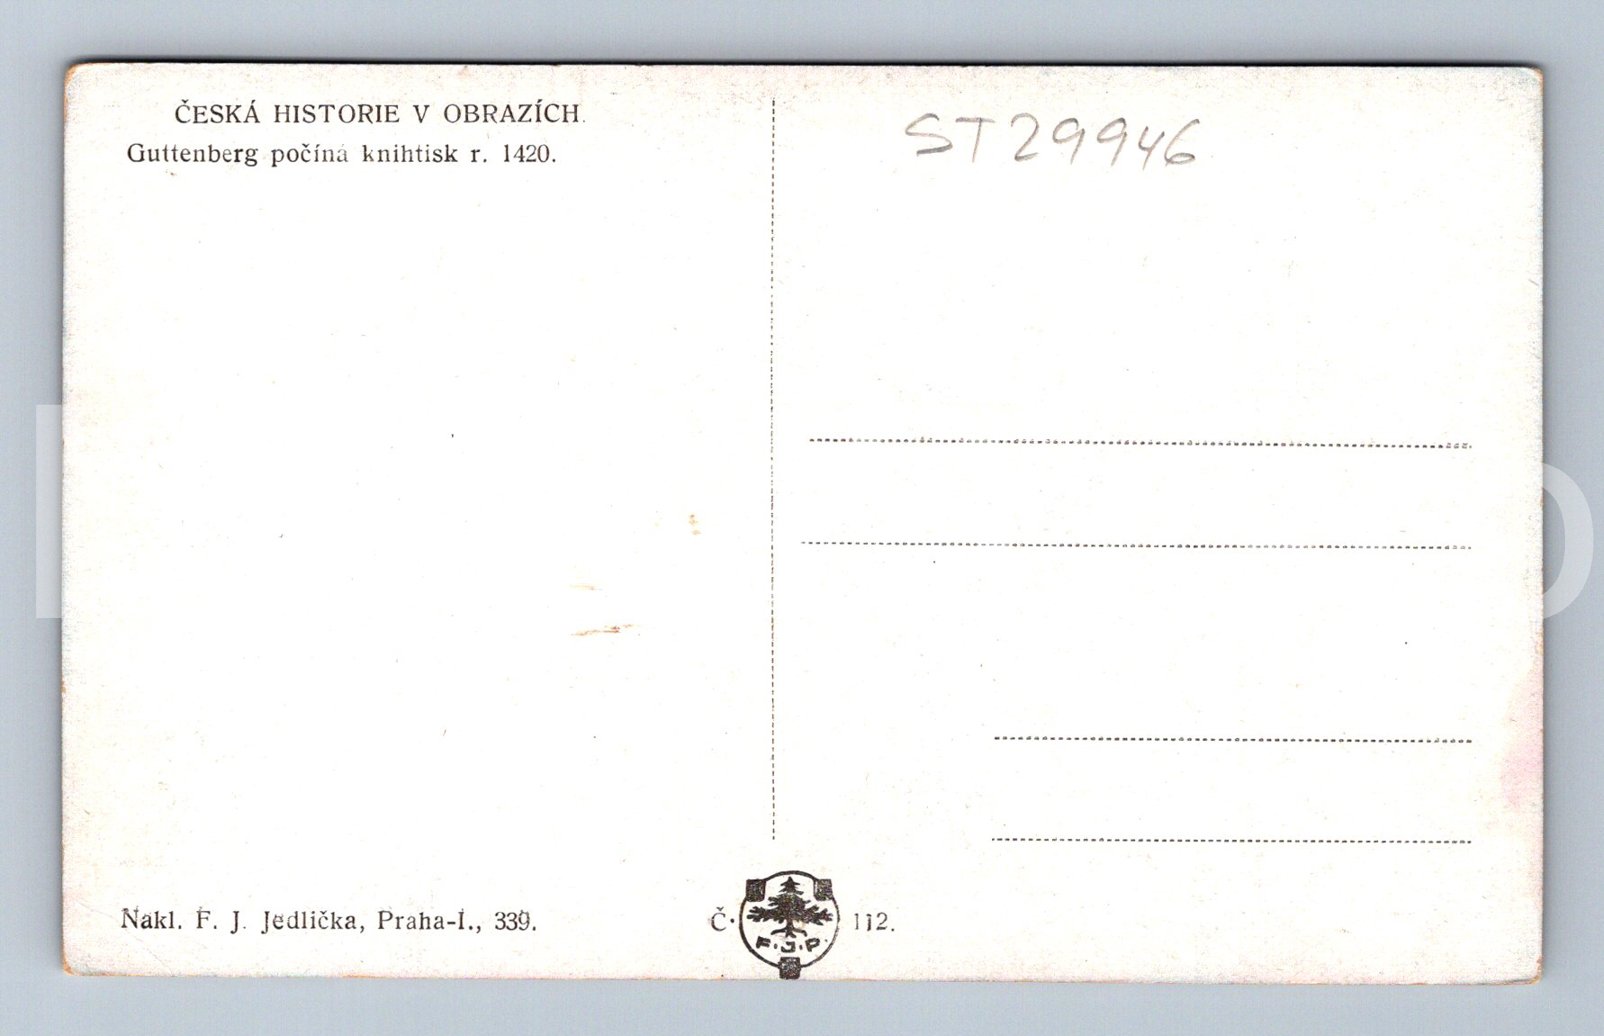 ČESKÁ HISTORIE V OBRAZÍCH.
Guttenberg počíná knihtisk r. 1420.
ST29946
Nakl. F. J. Jedlička, Praha-I., 339.
Č. 112.
F. J. P.